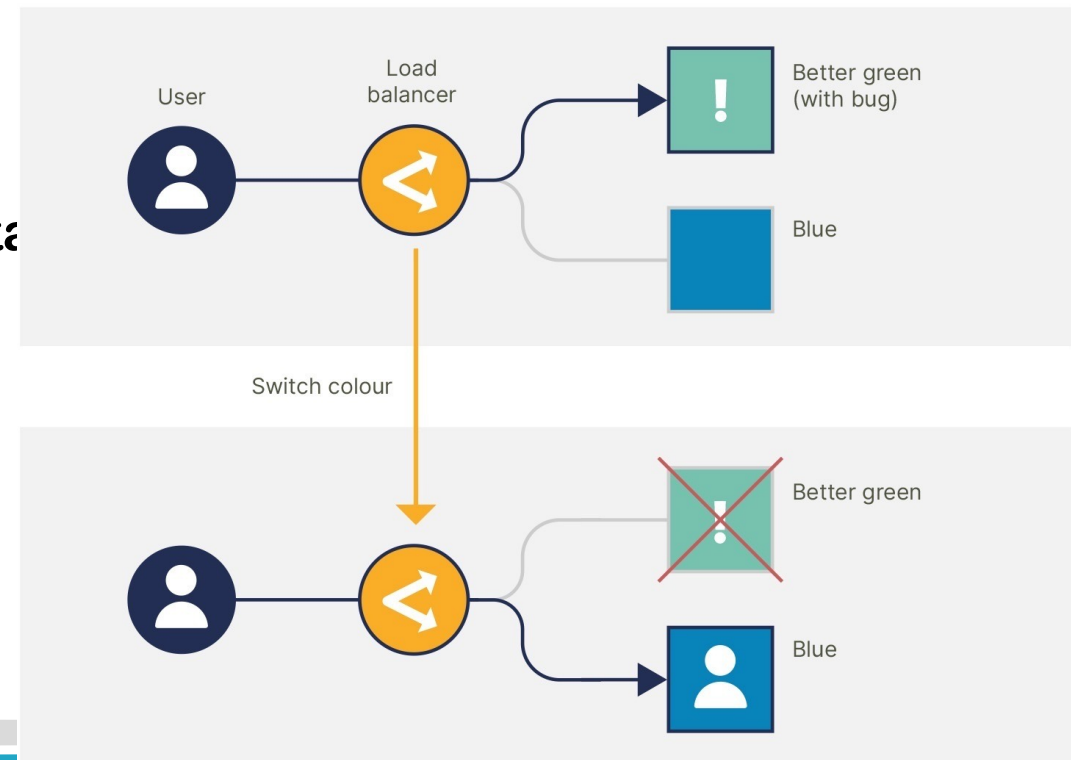 User
Load
balancer
Better green
(with bug)
Blue
Switch colour
Better green
Blue